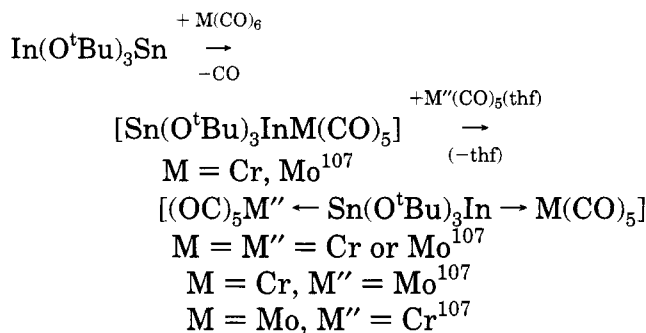 In(OᵗBu)₃Sn + M(CO)₆ → −CO
[Sn(OᵗBu)₃InM(CO)₅] +M″(CO)₅(thf) → (−thf)
M = Cr, Mo¹⁰⁷
[(OC)₅M″ ← Sn(OᵗBu)₃In → M(CO)₅]
M = M″ = Cr or Mo¹⁰⁷
M = Cr, M″ = Mo¹⁰⁷
M = Mo, M″ = Cr¹⁰⁷